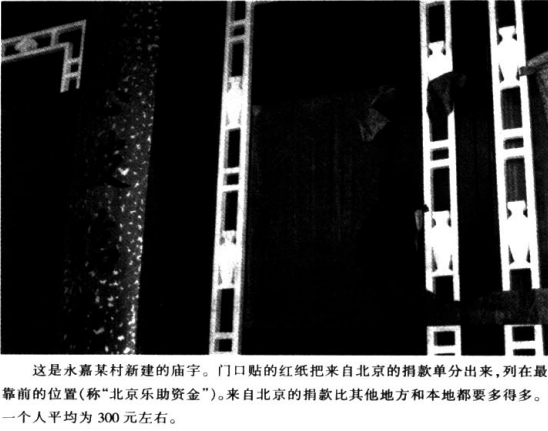 这是永嘉某村新建的庙宇。门口贴的红纸把来自北京的捐款单分出来,列在最
靠前的位置(称“北京乐助资金”)。来自北京的捐款比其他地方和本地都要多得多。
一个人平均为300元左右。